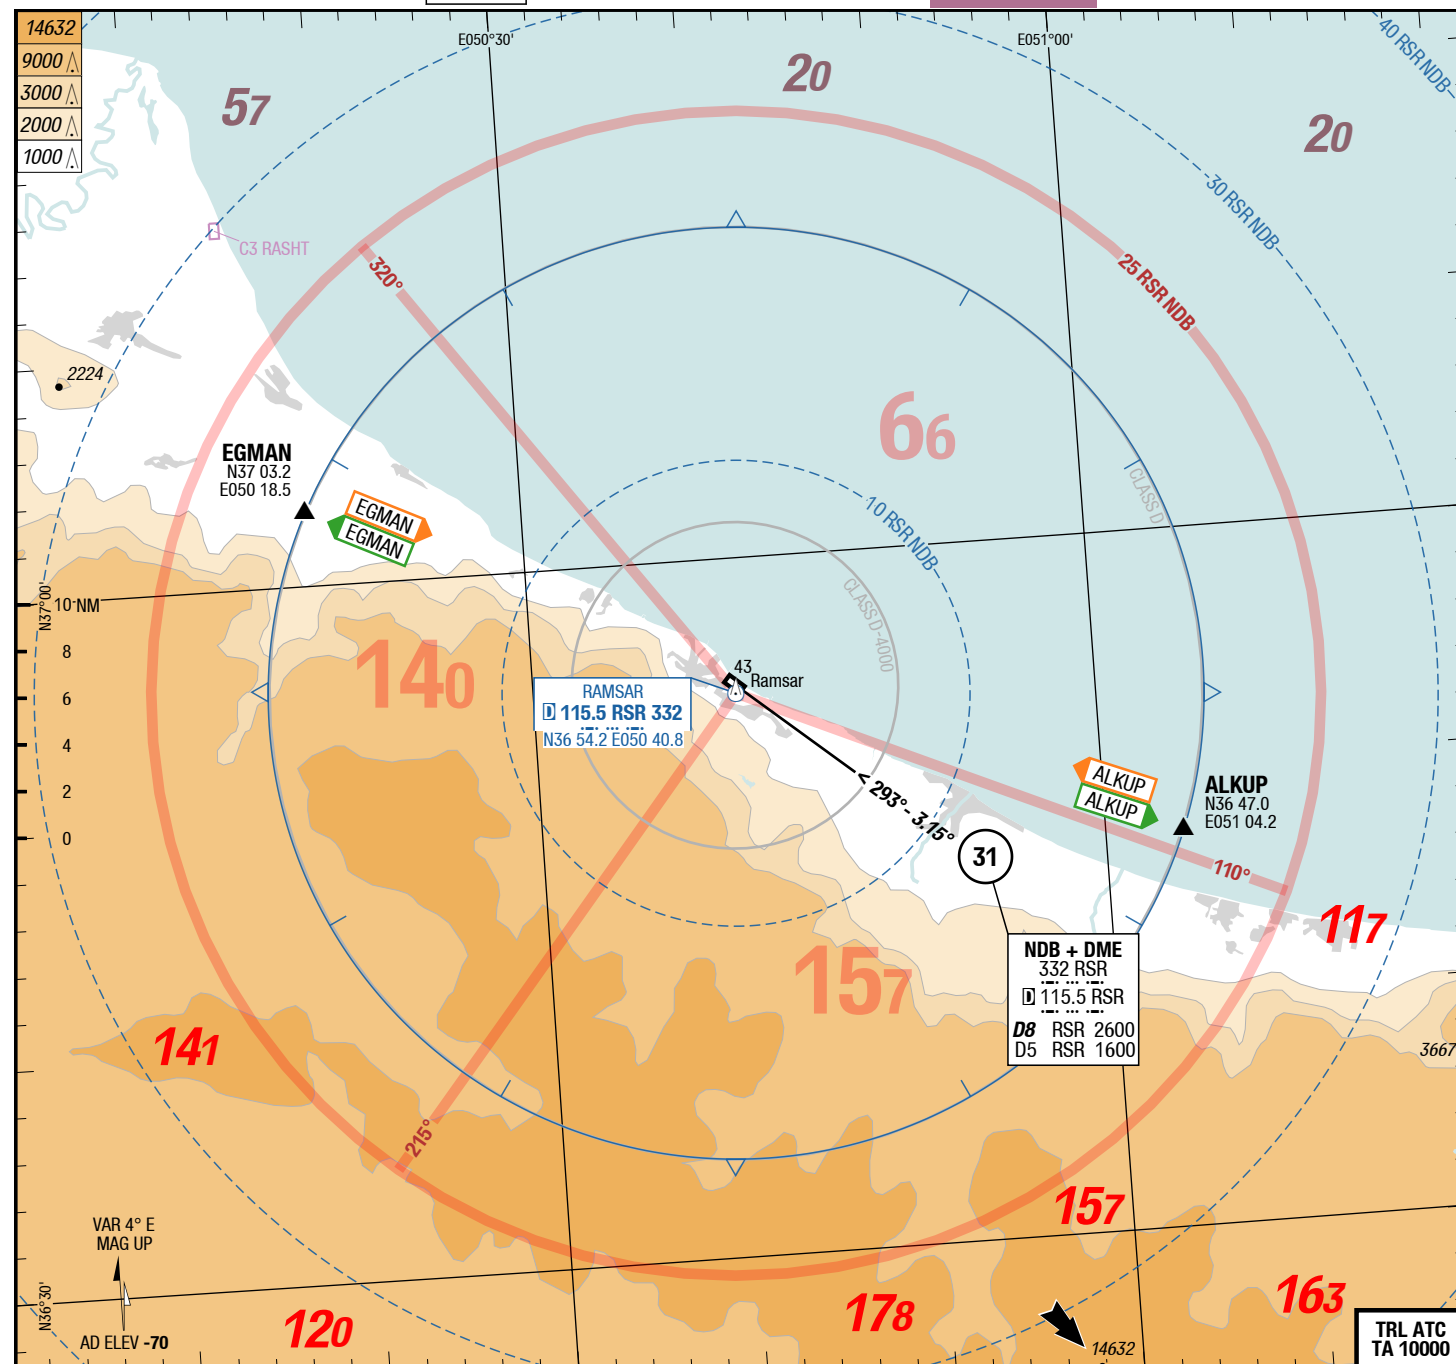 14632
9000
3000
2000
1000
E050°30'
E051°00'
40 RSR NDB
57
20
20
30 RSR NDB
C3 RASHT
320°
25 RSR NDB
2224
66
EGMAN
N37 03.2
E050 18.5
EGMAN
EGMAN
CLASS D
10 RSR NDB
CLASS D-4000
N37°00'
10 NM
8
6
4
2
0
140
43
Ramsar
RAMSAR
D 115.5 RSR 332
N36 54.2 E050 40.8
< 293° - 3.15°
ALKUP
ALKUP
ALKUP
N36 47.0
E051 04.2
31
110°
117
157
NDB + DME
332 RSR
D 115.5 RSR
D8 RSR 2600
D5 RSR 1600
141
3667
215°
157
VAR 4° E
MAG UP
N36°30'
AD ELEV -70
120
178
163
14632
TRL ATC
TA 10000